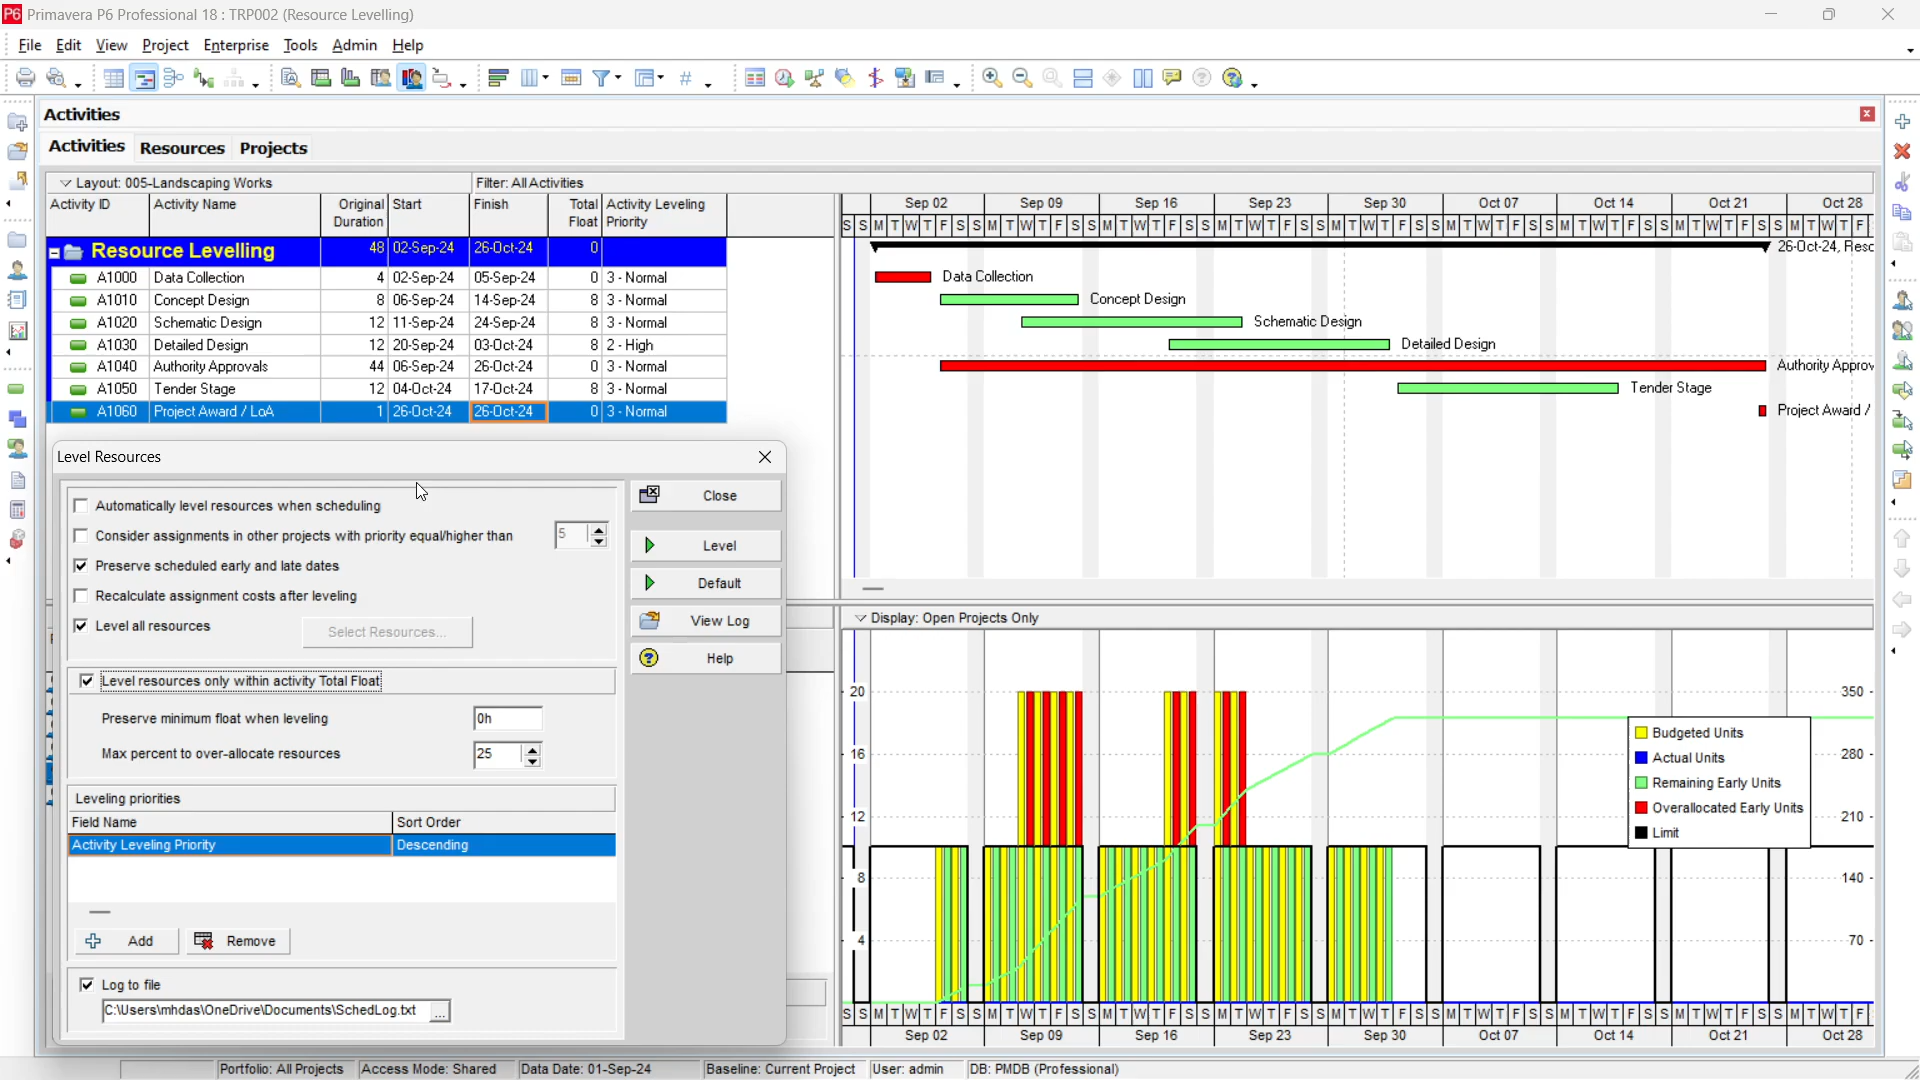 P6 Primavera P6 Professional 18 : TRP002 (Resource Levelling)
File Edit View Project Enterprise Tools Admin Help
Activities
Activities Resources Projects
Layout: 005-Landscaping Works Filter: All Activities
Activity ID Activity Name Original Duration Start Finish Total Float Activity Leveling Priority
Sep 02 Sep 09 Sep 16 Sep 23 Sep 30 Oct 07 Oct 14 Oct 21 Oct 28
S S M T W T F S S M T W T F S S M T W T F S S M T W T F S S M T W T F S S M T W T F S S M T W T F S S M T W T F S S M T W T F
Resource Levelling 48 02-Sep-24 26-Oct-24 0 26-Oct-24, Resc
A1000 Data Collection 4 02-Sep-24 05-Sep-24 0 3 - Normal Data Collection
A1010 Concept Design 8 06-Sep-24 14-Sep-24 8 3 - Normal Concept Design
A1020 Schematic Design 12 11-Sep-24 24-Sep-24 8 3 - Normal Schematic Design
A1030 Detailed Design 12 20-Sep-24 03-Oct-24 8 2 - High Detailed Design
A1040 Authority Approvals 44 06-Sep-24 26-Oct-24 0 3 - Normal Authority Approv
A1050 Tender Stage 12 04-Oct-24 17-Oct-24 8 3 - Normal Tender Stage
A1060 Project Award / LoA 1 26-Oct-24 26-Oct-24 0 3 - Normal Project Award /
Level Resources
Automatically level resources when scheduling
Close
Consider assignments in other projects with priority equal/higher than 5
Level
Preserve scheduled early and late dates
Default
Recalculate assignment costs after leveling
View Log
Level all resources Select Resources...
Help
Level resources only within activity Total Float
Preserve minimum float when leveling 0h
Max percent to over-allocate resources 25
Leveling priorities
Field Name Sort Order
Activity Leveling Priority Descending
Add Remove
Log to file
C:\Users\mhdas\OneDrive\Documents\SchedLog.txt ...
Display: Open Projects Only
20 350
16 280
12 210
8 140
4 70
Budgeted Units
Actual Units
Remaining Early Units
Overallocated Early Units
Limit
S S M T W T F S S M T W T F S S M T W T F S S M T W T F S S M T W T F S S M T W T F S S M T W T F S S M T W T F S S M T W T F
Sep 02 Sep 09 Sep 16 Sep 23 Sep 30 Oct 07 Oct 14 Oct 21 Oct 28
Portfolio: All Projects Access Mode: Shared Data Date: 01-Sep-24 Baseline: Current Project User: admin DB: PMDB (Professional)